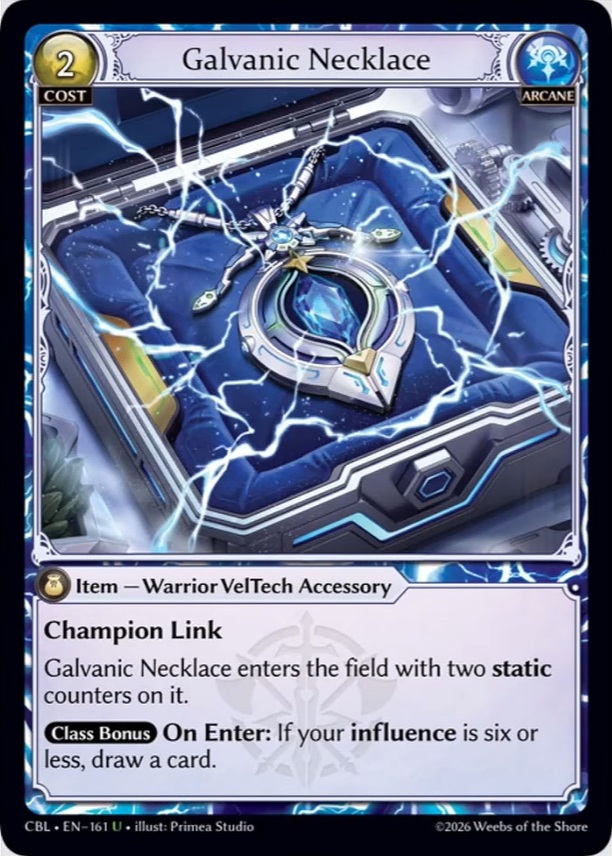 2
Galvanic Necklace
COST
ARCANE
Item — Warrior VelTech Accessory
Champion Link
Galvanic Necklace enters the field with two static
counters on it.
Class Bonus On Enter: If your influence is six or
less, draw a card.
CBL • EN-161 U • illust: Primea Studio
©2026 Weebs of the Shore